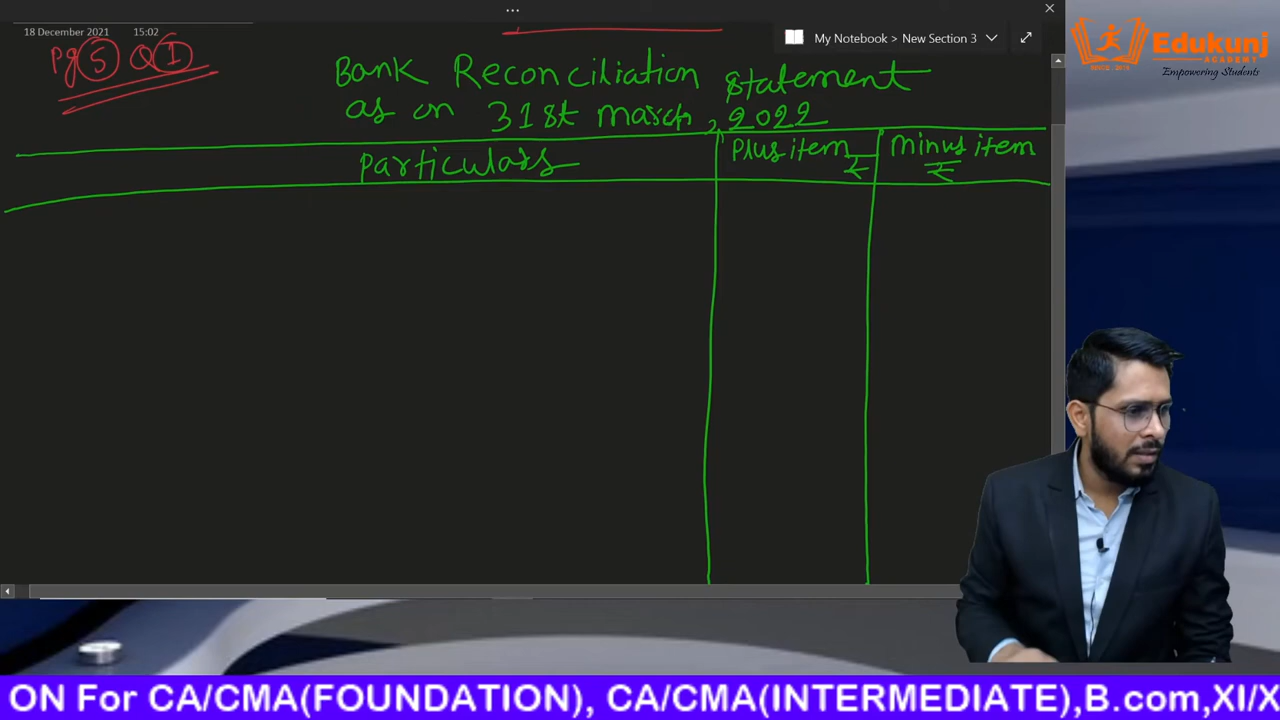 18 December 2021 15:02
My Notebook > New Section 3
Edukunj
ACADEMY
Empowering Students
Pg 5 Q 1
Bank Reconciliation statement
as on 31st march, 2022
Particulars Plus item ₹ Minus item ₹
ON For CA/CMA(FOUNDATION), CA/CMA(INTERMEDIATE),B.com,XI/X